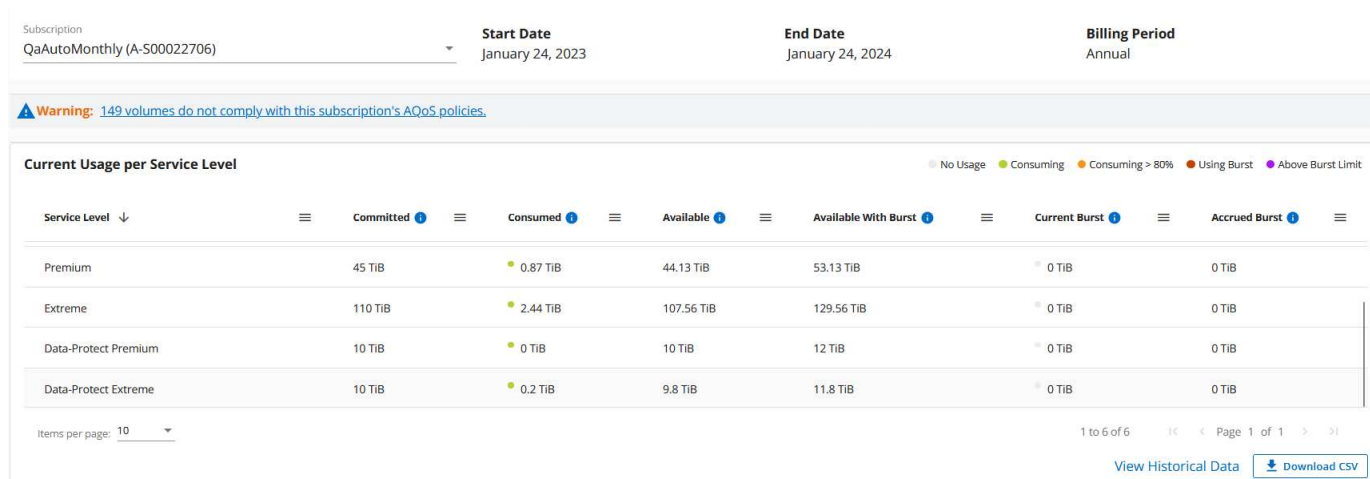 Subscription
QaAutoMonthly (A-S00022706)
Start Date
January 24, 2023
End Date
January 24, 2024
Billing Period
Annual
Warning: 149 volumes do not comply with this subscription's AQoS policies.
Current Usage per Service Level
No Usage Consuming Consuming > 80% Using Burst Above Burst Limit
Service Level Committed Consumed Available Available With Burst Current Burst Accrued Burst
Premium 45 TiB 0.87 TiB 44.13 TiB 53.13 TiB 0 TiB 0 TiB
Extreme 110 TiB 2.44 TiB 107.56 TiB 129.56 TiB 0 TiB 0 TiB
Data-Protect Premium 10 TiB 0 TiB 10 TiB 12 TiB 0 TiB 0 TiB
Data-Protect Extreme 10 TiB 0.2 TiB 9.8 TiB 11.8 TiB 0 TiB 0 TiB
Items per page: 10 1 to 6 of 6 Page 1 of 1
View Historical Data Download CSV